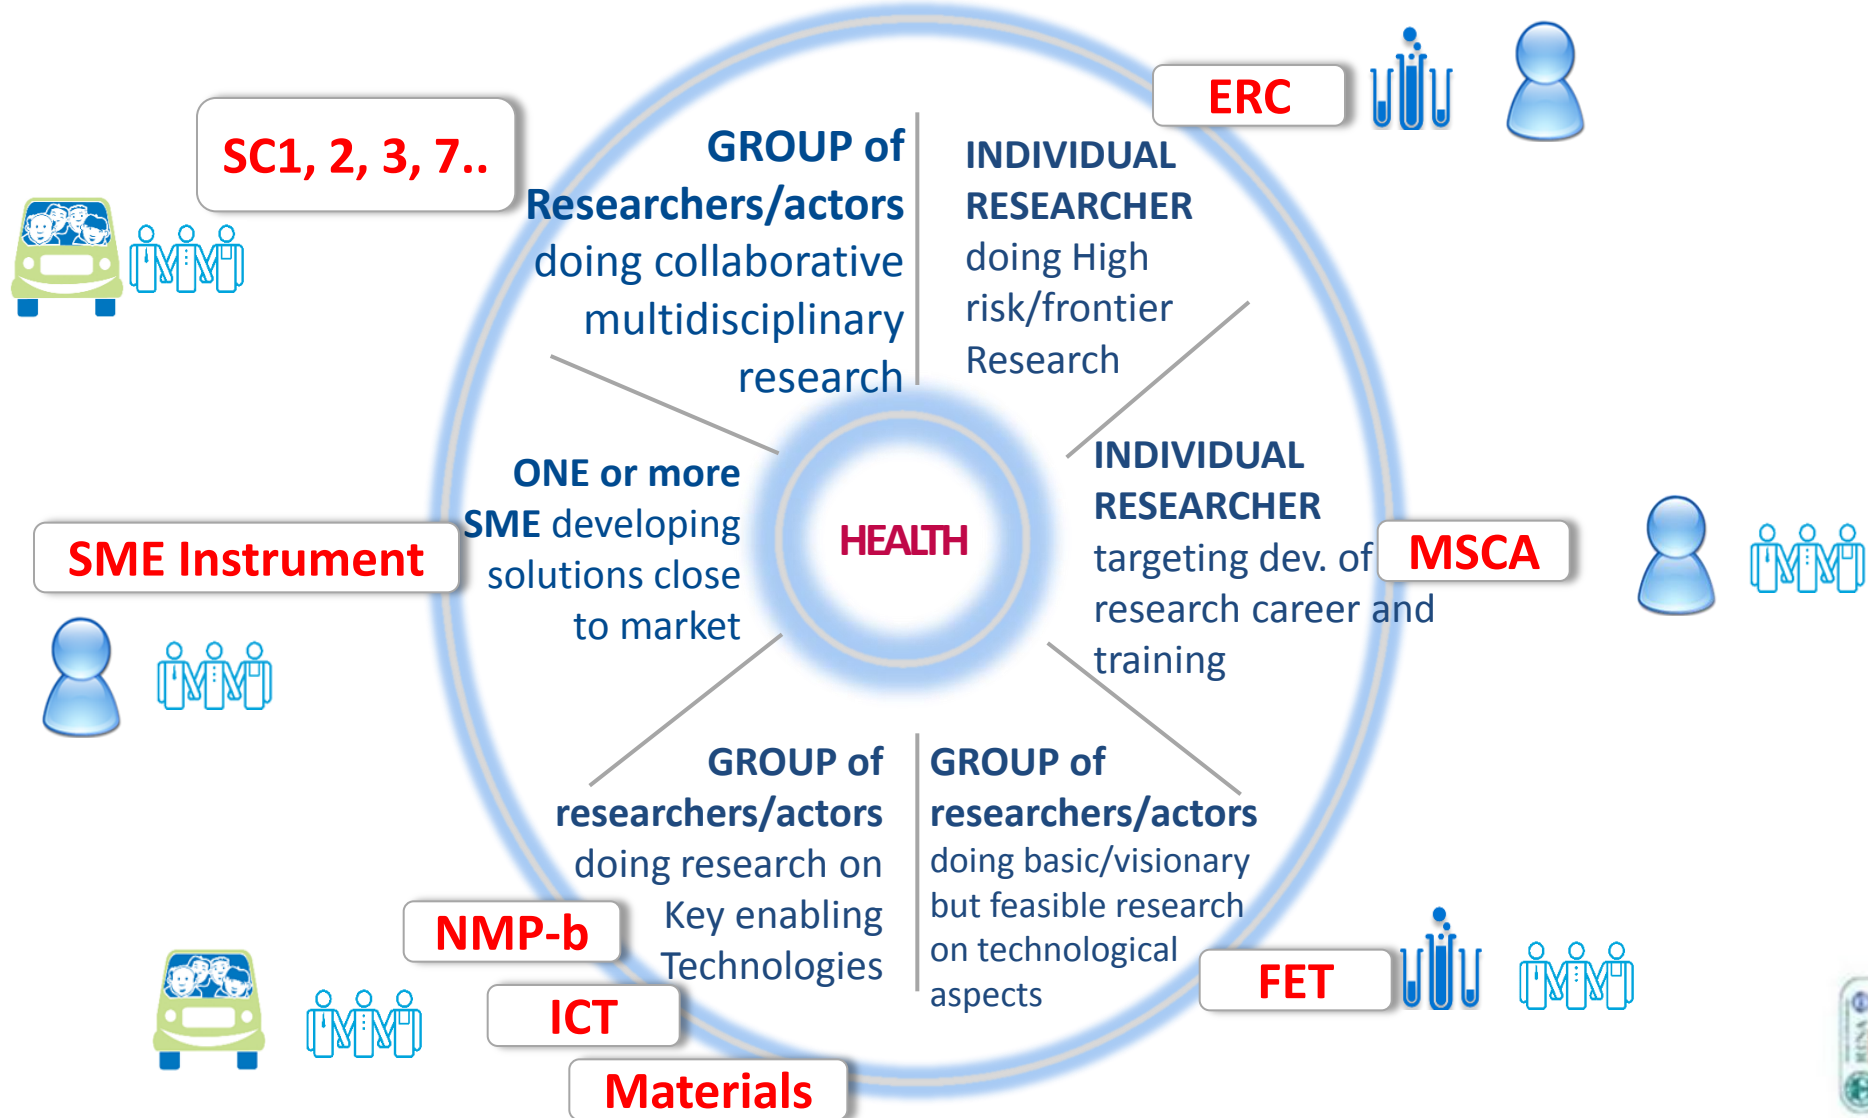 SC1, 2, 3, 7..
GROUP of
Researchers/actors
doing collaborative
multidisciplinary
research
ERC
INDIVIDUAL
RESEARCHER
doing High
risk/frontier
Research
ONE or more
SME developing
solutions close
to market
SME Instrument
HEALTH
INDIVIDUAL
RESEARCHER
targeting dev. of
research career and
training
MSCA
GROUP of
researchers/actors
doing research on
Key enabling
Technologies
NMP-b
ICT
Materials
GROUP of
researchers/actors
doing basic/visionary
but feasible research
on technological
aspects
FET